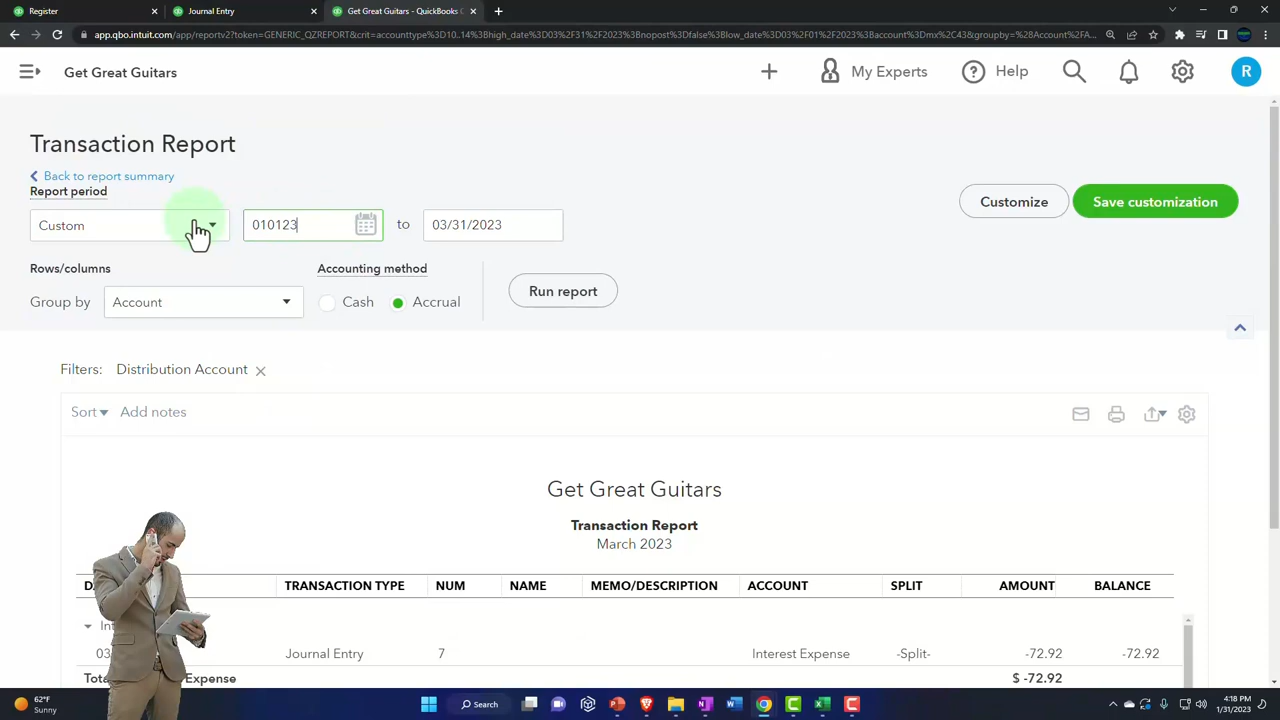 Register
Journal Entry
Get Great Guitars - QuickBooks
app.qbo.intuit.com/app/reportv2?token=GENERIC_QZREPORT&crit=accounttype%3D10...14%3Bhigh_date%3D03%2F31%2F2023%3Bnopost%3Dfalse%3Blow_date%3D03%2F01%2F2023%3Baccount%3Dmx%2C43&groupby=%28Account%2FA...
Get Great Guitars
My Experts
Help
R
Transaction Report
Back to report summary
Report period
Custom
010123
to
03/31/2023
Customize
Save customization
Rows/columns
Accounting method
Group by
Account
Cash
Accrual
Run report
Filters: Distribution Account
Sort Add notes
Get Great Guitars
Transaction Report
March 2023
TRANSACTION TYPE NUM NAME MEMO/DESCRIPTION ACCOUNT SPLIT AMOUNT BALANCE
Journal Entry 7 Interest Expense -Split- -72.92 -72.92
Expense $ -72.92
62°F
Sunny
Search
4:18 PM
1/31/2023